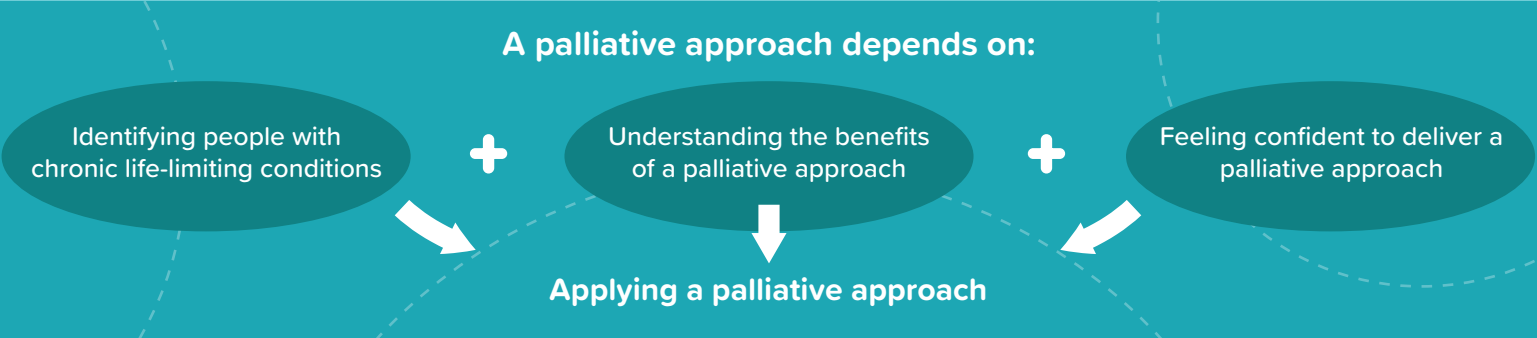 A palliative approach depends on:
Identifying people with
chronic life-limiting conditions
+
Understanding the benefits
of a palliative approach
+
Feeling confident to deliver a
palliative approach
Applying a palliative approach